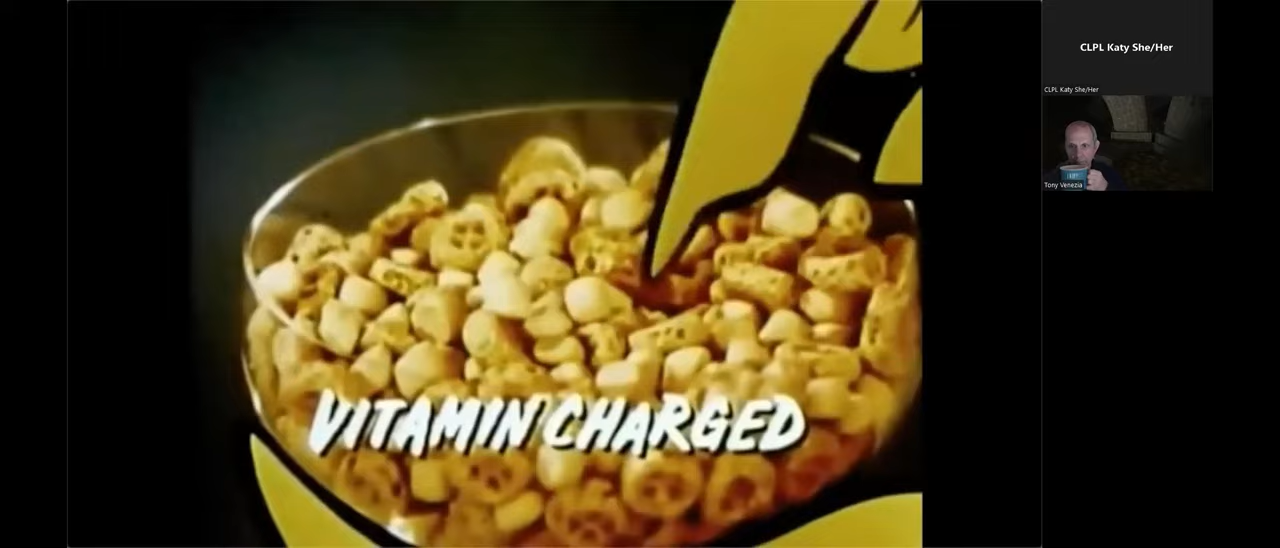 VITAMIN CHARGED
CLPL Katy She/Her
CLPL Katy She/Her
Tony Venezia